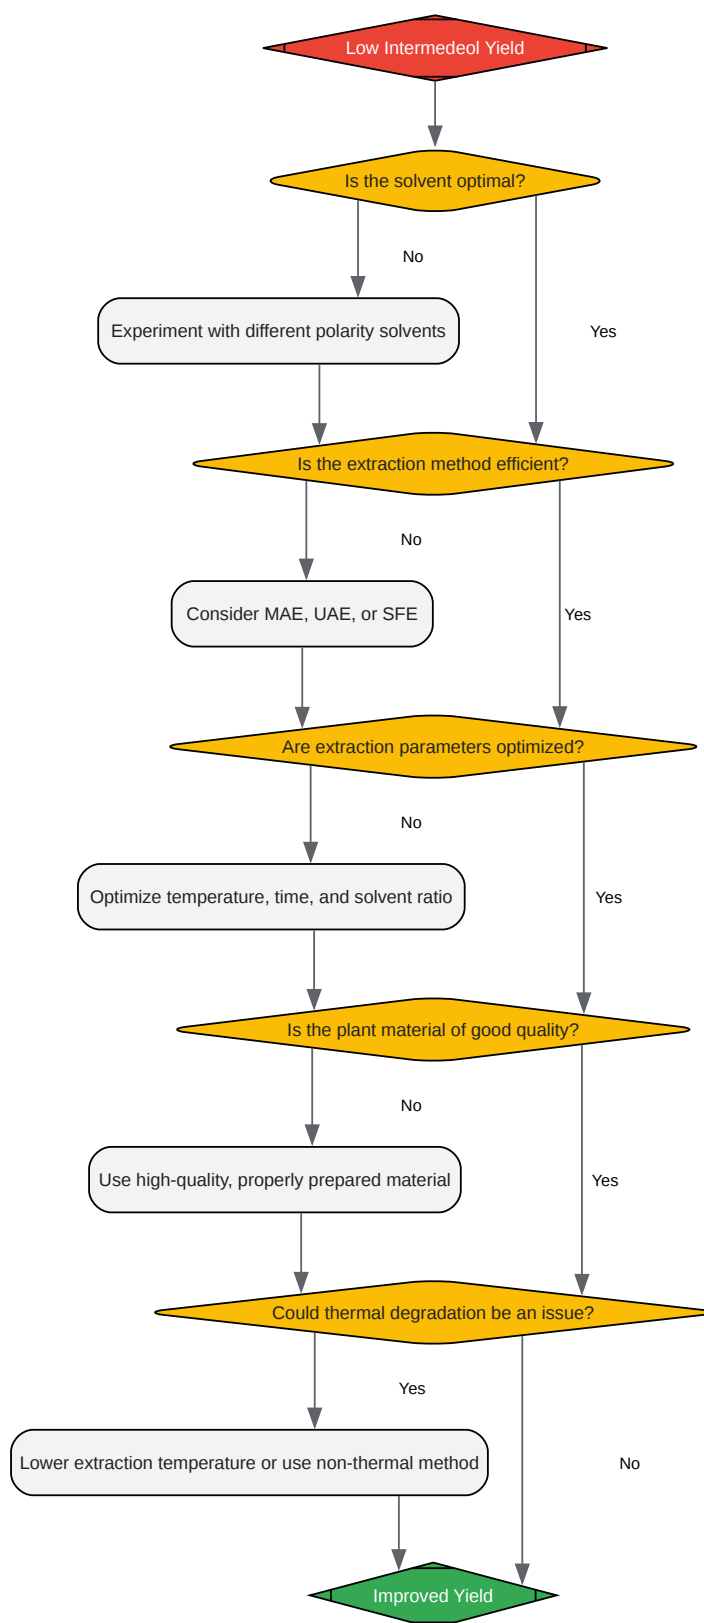 Low Intermedeol Yield
Is the solvent optimal?
No
Experiment with different polarity solvents
Yes
Is the extraction method efficient?
No
Consider MAE, UAE, or SFE
Yes
Are extraction parameters optimized?
No
Optimize temperature, time, and solvent ratio
Yes
Is the plant material of good quality?
No
Use high-quality, properly prepared material
Yes
Could thermal degradation be an issue?
Yes
Lower extraction temperature or use non-thermal method
No
Improved Yield